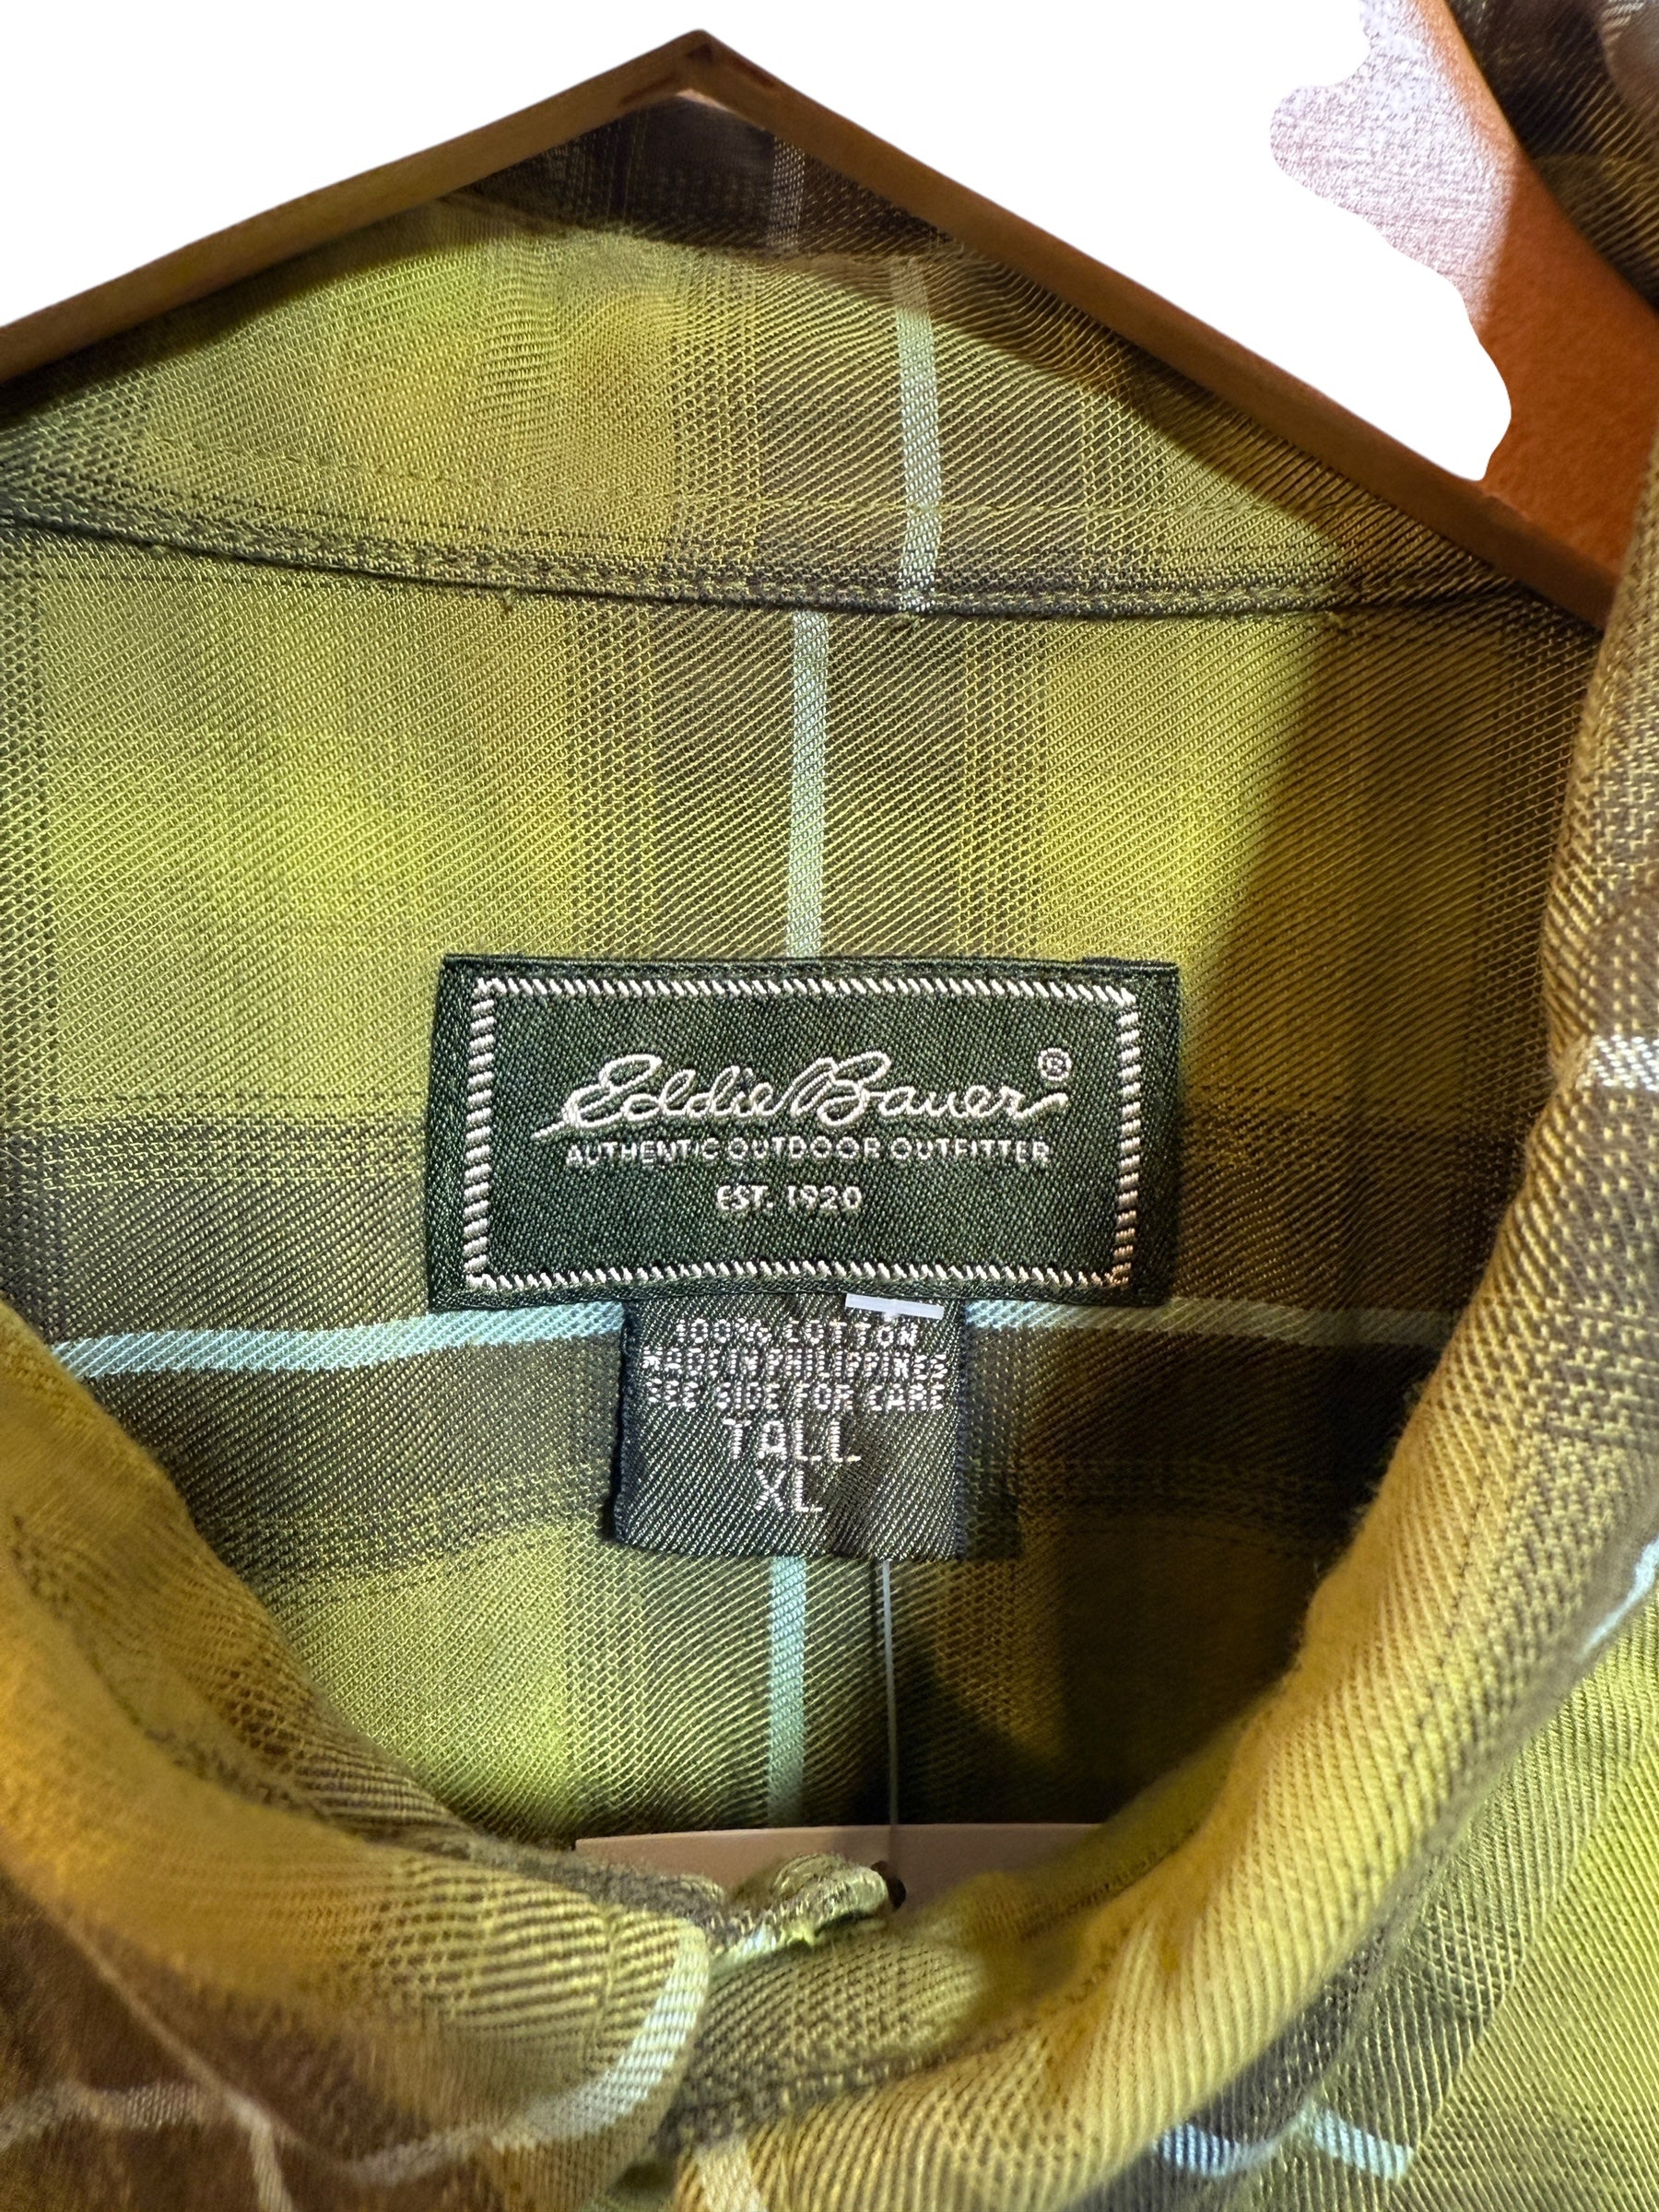 Eddie Bauer®
AUTHENTIC OUTDOOR OUTFITTER
EST. 1920
100% COTTON
MADE IN PHILIPPINES
SEE SIDE FOR CARE
TALL
XL